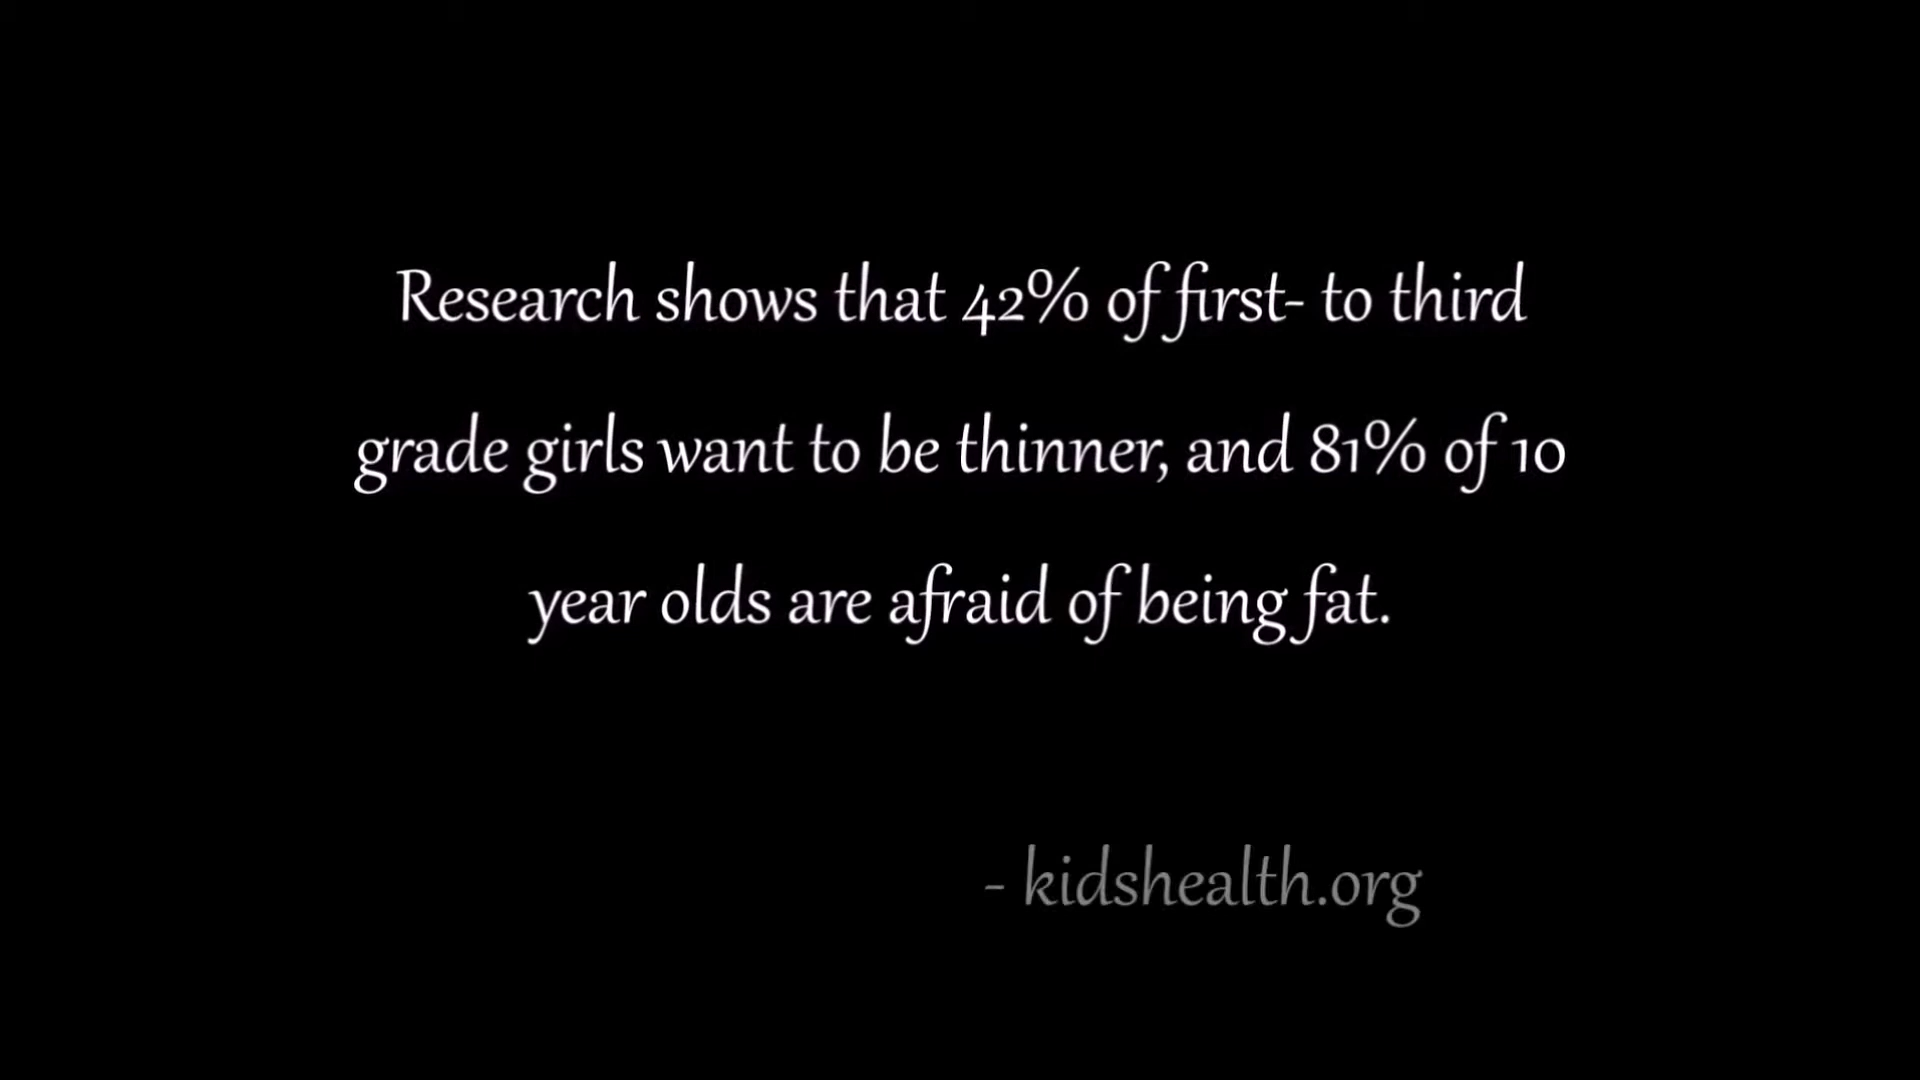 Research shows that 42% of first- to third
grade girls want to be thinner, and 81% of 10
year olds are afraid of being fat.
- kidshealth.org